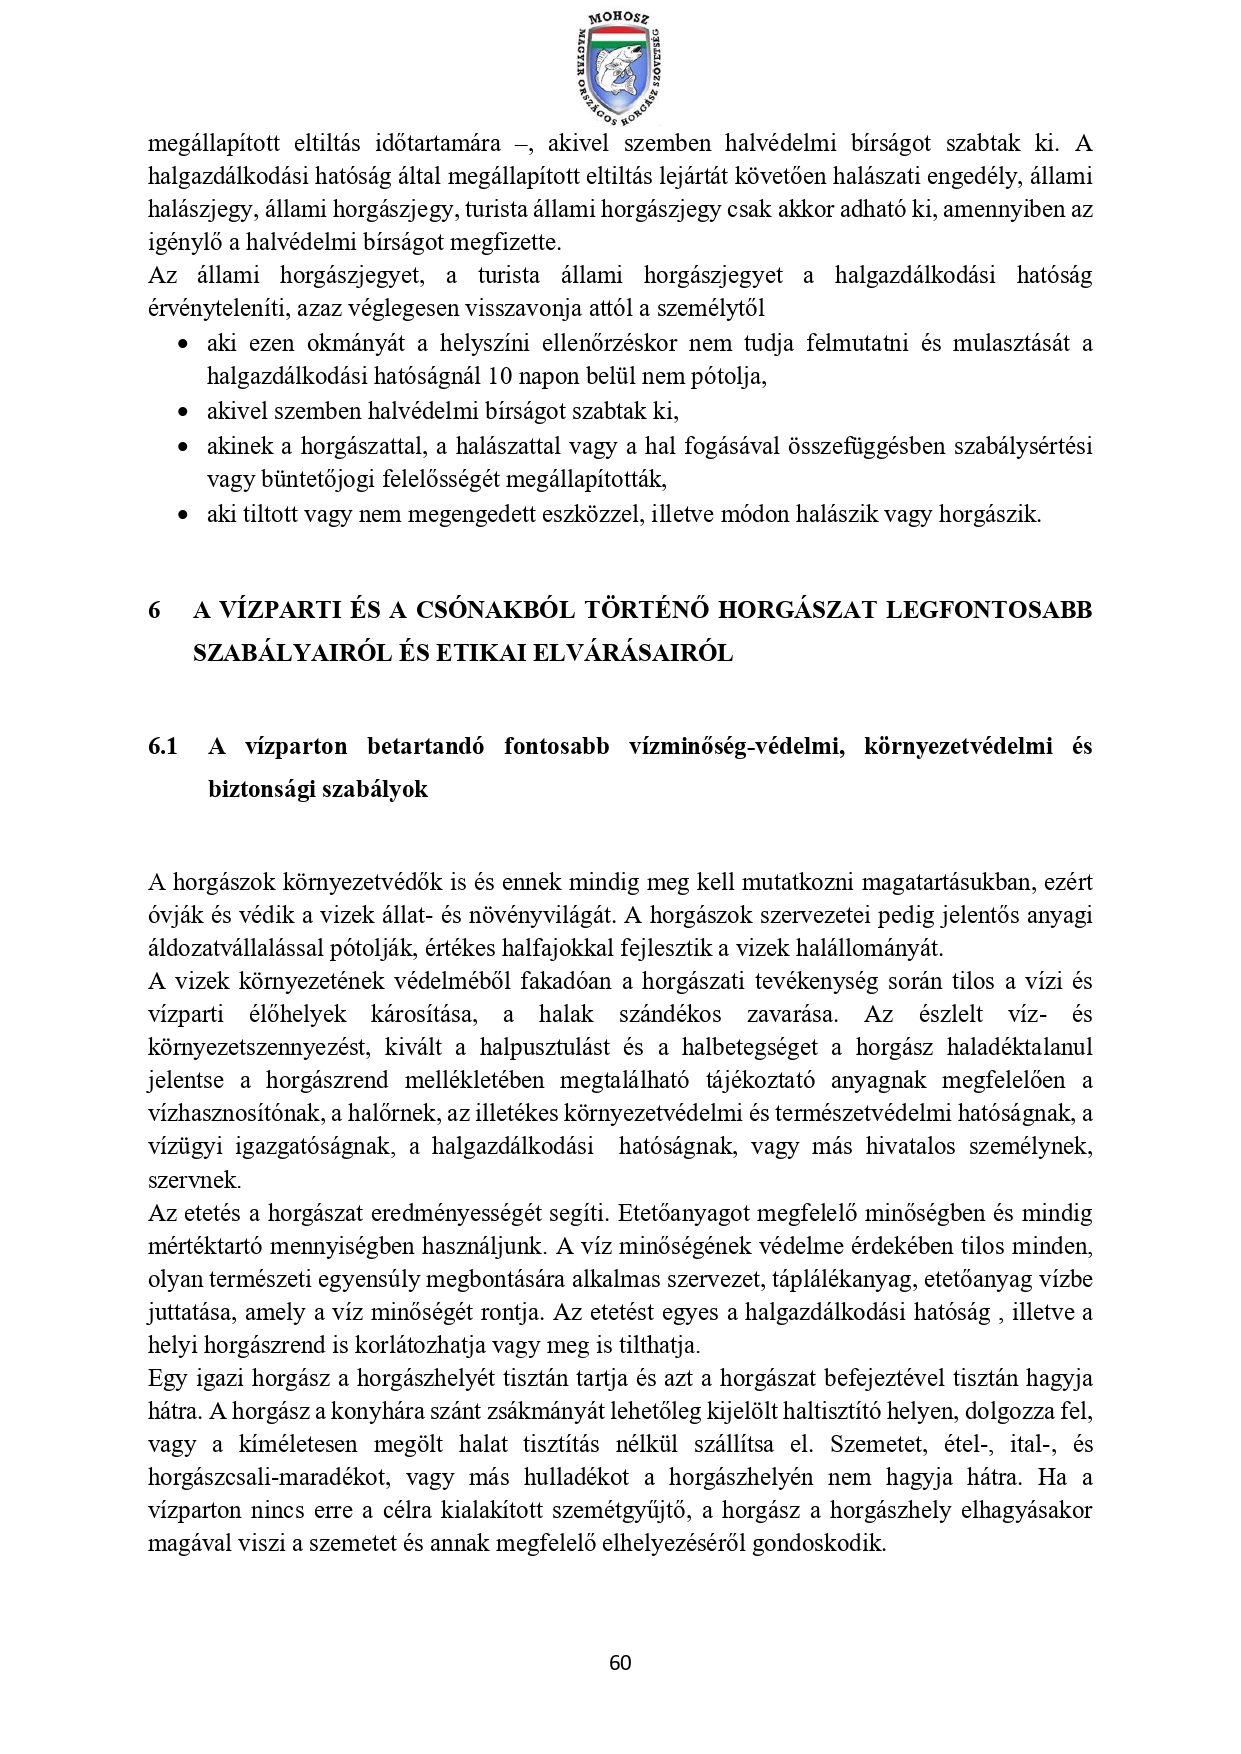 MOHOSZ
MAGYAR ORSZÁGOS HORGÁSZ SZÖVETSÉG
megállapított eltiltás időtartamára –, akivel szemben halvédelmi bírságot szabtak ki. A
halgazdálkodási hatóság által megállapított eltiltás lejártát követően halászati engedély, állami
halászjegy, állami horgászjegy, turista állami horgászjegy csak akkor adható ki, amennyiben az
igénylő a halvédelmi bírságot megfizette.
Az állami horgászjegyet, a turista állami horgászjegyet a halgazdálkodási hatóság
érvényteleníti, azaz véglegesen visszavonja attól a személytől
• aki ezen okmányát a helyszíni ellenőrzéskor nem tudja felmutatni és mulasztását a
halgazdálkodási hatóságnál 10 napon belül nem pótolja,
• akivel szemben halvédelmi bírságot szabtak ki,
• akinek a horgászattal, a halászattal vagy a hal fogásával összefüggésben szabálysértési
vagy büntetőjogi felelősségét megállapították,
• aki tiltott vagy nem megengedett eszközzel, illetve módon halászik vagy horgászik.
6 A VÍZPARTI ÉS A CSÓNAKBÓL TÖRTÉNŐ HORGÁSZAT LEGFONTOSABB
SZABÁLYAIRÓL ÉS ETIKAI ELVÁRÁSAIRÓL
6.1 A vízparton betartandó fontosabb vízminőség-védelmi, környezetvédelmi és
biztonsági szabályok
A horgászok környezetvédők is és ennek mindig meg kell mutatkozni magatartásukban, ezért
óvják és védik a vizek állat- és növényvilágát. A horgászok szervezetei pedig jelentős anyagi
áldozatvállalással pótolják, értékes halfajokkal fejlesztik a vizek halállományát.
A vizek környezetének védelméből fakadóan a horgászati tevékenység során tilos a vízi és
vízparti élőhelyek károsítása, a halak szándékos zavarása. Az észlelt víz- és
környezetszennyezést, kivált a halpusztulást és a halbetegséget a horgász haladéktalanul
jelentse a horgászrend mellékletében megtalálható tájékoztató anyagnak megfelelően a
vízhasznosítónak, a halőrnek, az illetékes környezetvédelmi és természetvédelmi hatóságnak, a
vízügyi igazgatóságnak, a halgazdálkodási hatóságnak, vagy más hivatalos személynek,
szervnek.
Az etetés a horgászat eredményességét segíti. Etetőanyagot megfelelő minőségben és mindig
mértéktartó mennyiségben használjunk. A víz minőségének védelme érdekében tilos minden,
olyan természeti egyensúly megbontására alkalmas szervezet, táplálékanyag, etetőanyag vízbe
juttatása, amely a víz minőségét rontja. Az etetést egyes a halgazdálkodási hatóság , illetve a
helyi horgászrend is korlátozhatja vagy meg is tilthatja.
Egy igazi horgász a horgászhelyét tisztán tartja és azt a horgászat befejeztével tisztán hagyja
hátra. A horgász a konyhára szánt zsákmányát lehetőleg kijelölt haltisztító helyen, dolgozza fel,
vagy a kíméletesen megölt halat tisztítás nélkül szállítsa el. Szemetet, étel-, ital-, és
horgászcsali-maradékot, vagy más hulladékot a horgászhelyén nem hagyja hátra. Ha a
vízparton nincs erre a célra kialakított szemétgyűjtő, a horgász a horgászhely elhagyásakor
magával viszi a szemetet és annak megfelelő elhelyezéséről gondoskodik.
60